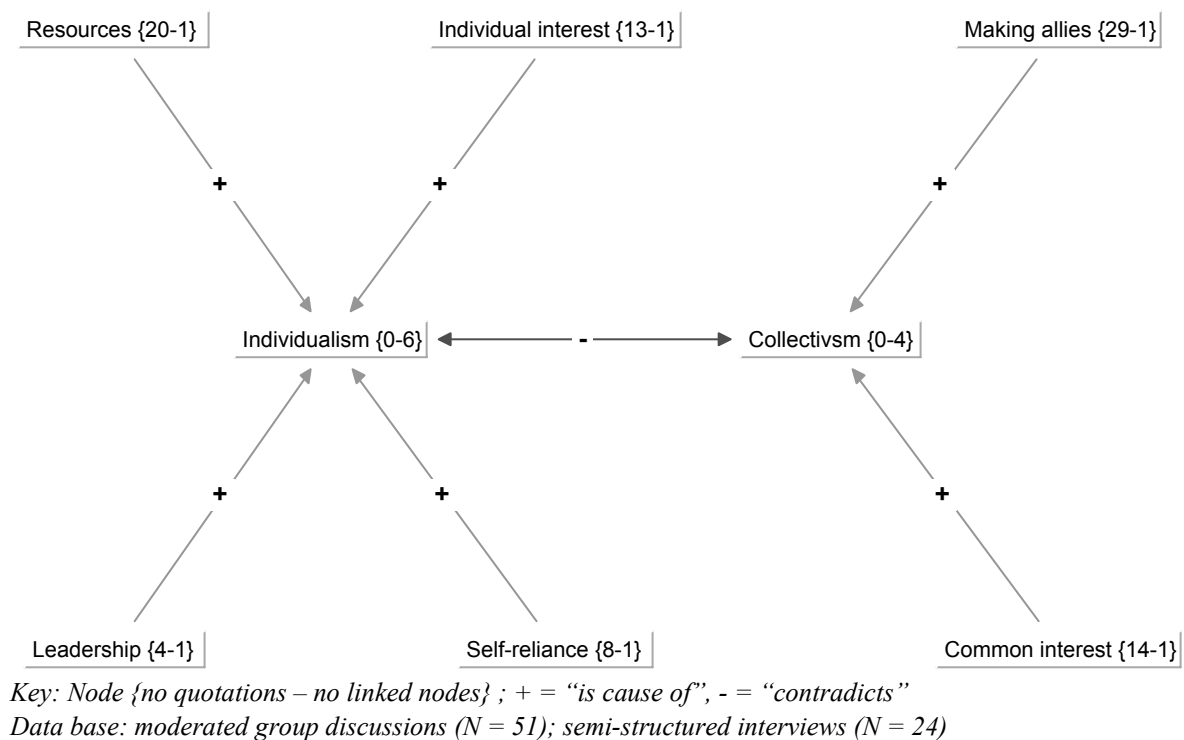 Resources {20-1}
Individual interest {13-1}
Making allies {29-1}
+
+
+
Individualism {0-6}
-
Collectivsm {0-4}
+
+
+
Leadership {4-1}
Self-reliance {8-1}
Common interest {14-1}
Key: Node {no quotations – no linked nodes} ; + = “is cause of”, - = “contradicts”
Data base: moderated group discussions (N = 51); semi-structured interviews (N = 24)